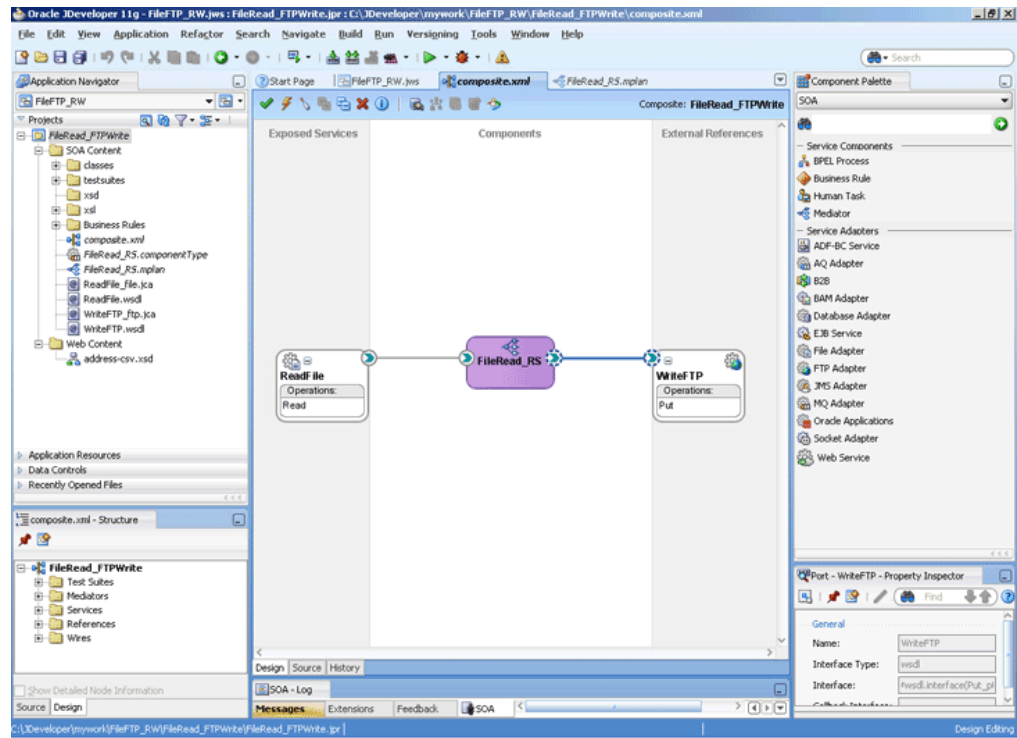 Oracle JDeveloper 11g - FileFTP_RW.jws : FileRead_FTPWrite.jpr : C:\JDeveloper\mywork\FileFTP_RW\FileRead_FTPWrite\composite.xml
File Edit View Application Refactor Search Navigate Build Run Versioning Tools Window Help
Search
Application Navigator
FileFTP_RW
Projects
FileRead_FTPWrite
SOA Content
classes
testsuites
xsd
xsl
Business Rules
composite.xml
FileRead_RS.componentType
FileRead_RS.mplan
ReadFile_file.jca
ReadFile.wsdl
WriteFTP_ftp.jca
WriteFTP.wsdl
Web Content
address-csv.xsd
Application Resources
Data Controls
Recently Opened Files
composite.xml - Structure
FileRead_FTPWrite
Test Suites
Mediators
Services
References
Wires
Show Detailed Node Information
Source Design
Start Page FileFTP_RW.jws composite.xml FileRead_RS.mplan
Composite: FileRead_FTPWrite
Exposed Services Components External References
ReadFile
Operations:
Read
FileRead_RS
WriteFTP
Operations:
Put
Design Source History
SOA - Log
Messages Extensions Feedback SOA
Component Palette
SOA
Service Components
BPEL Process
Business Rule
Human Task
Mediator
Service Adapters
ADF-BC Service
AQ Adapter
B2B
BAM Adapter
Database Adapter
EJB Service
File Adapter
FTP Adapter
JMS Adapter
MQ Adapter
Oracle Applications
Socket Adapter
Web Service
Port - WriteFTP - Property Inspector
Find
General
Name: WriteFTP
Interface Type: wsdl
Interface: wsdl.interface(Put_pt
C:\JDeveloper\mywork\FileFTP_RW\FileRead_FTPWrite\FileRead_FTPWrite.jpr
Design Editing